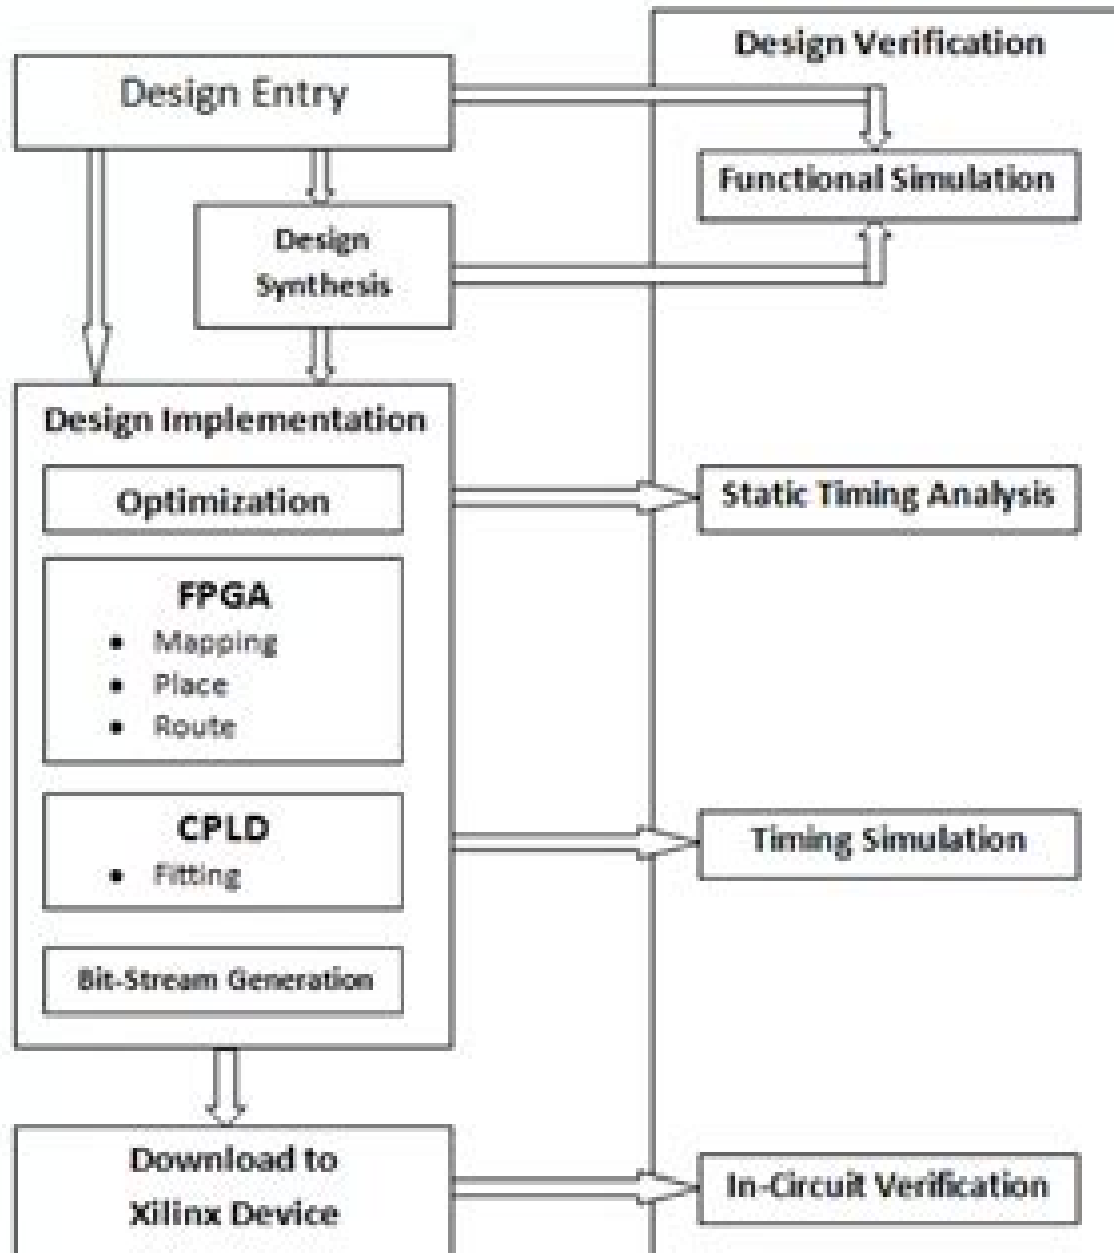 Design Verification
Design Entry
Functional Simulation
Design
Synthesis
Design Implementation
Optimization
Static Timing Analysis
FPGA
• Mapping
• Place
• Route
CPLD
• Fitting
Timing Simulation
Bit-Stream Generation
Download to
Xilinx Device
In-Circuit Verification